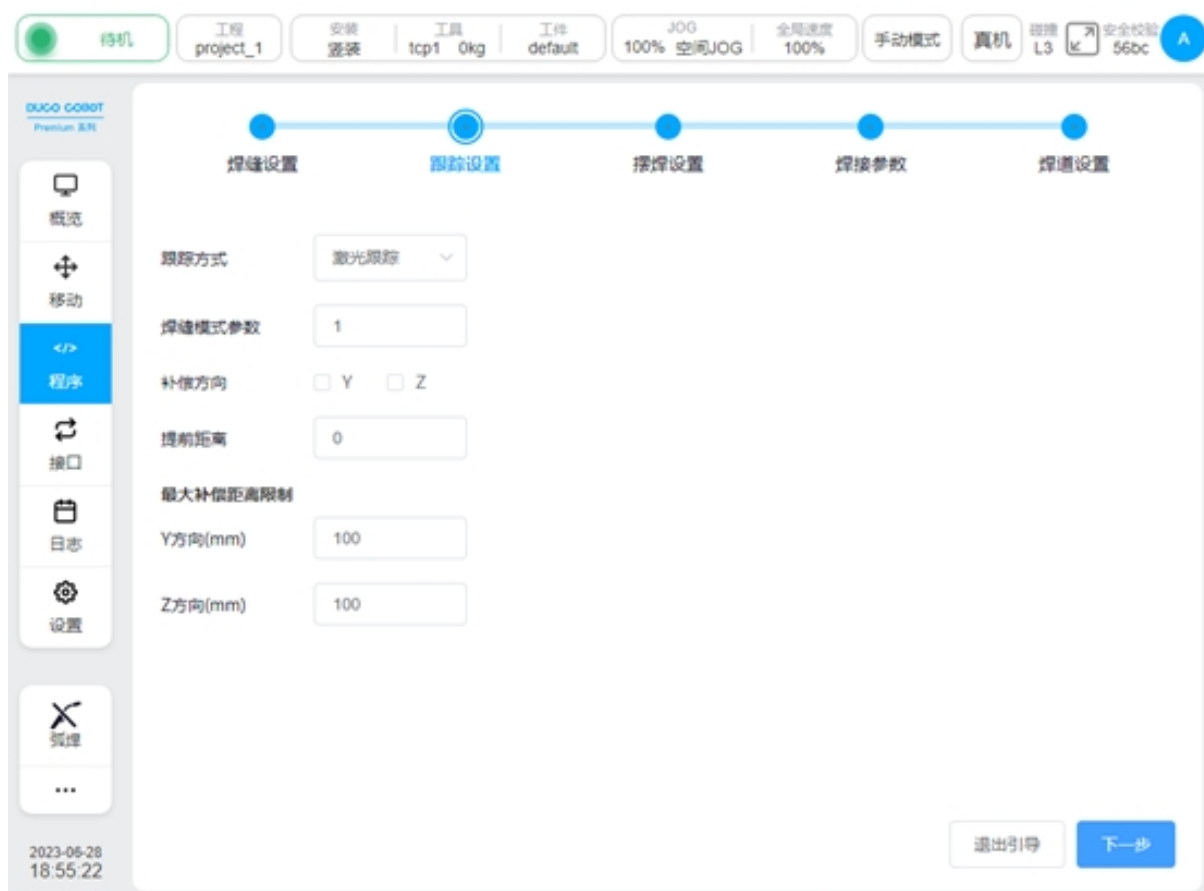 待机
工程
project_1
安装 工具 工件
竖装 tcp1 0kg default
JOG 全局速度
100% 空间JOG 100%
手动模式
真机
碰撞
L3
安全校验
56bc
A
DUCO COBOT
Premium 系列
概览
移动
</>
程序
接口
日志
设置
弧焊
...
2023-06-28
18:55:22
焊缝设置 跟踪设置 摆焊设置 焊接参数 焊道设置
跟踪方式 激光跟踪
焊缝模式参数 1
补偿方向 Y Z
提前距离 0
最大补偿距离限制
Y方向(mm) 100
Z方向(mm) 100
退出引导 下一步